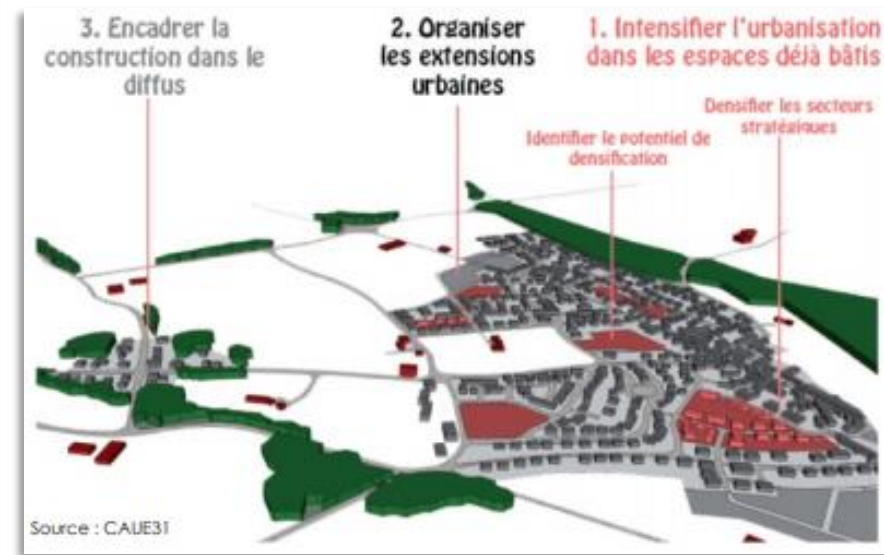 3. Encadrer la
construction dans le
diffus
2. Organiser
les extensions
urbaines
1. Intensifier l'urbanisation
dans les espaces déjà bâtis
Densifier les secteurs
stratégiques
Identifier le potentiel de
densification
Source : CAUE31